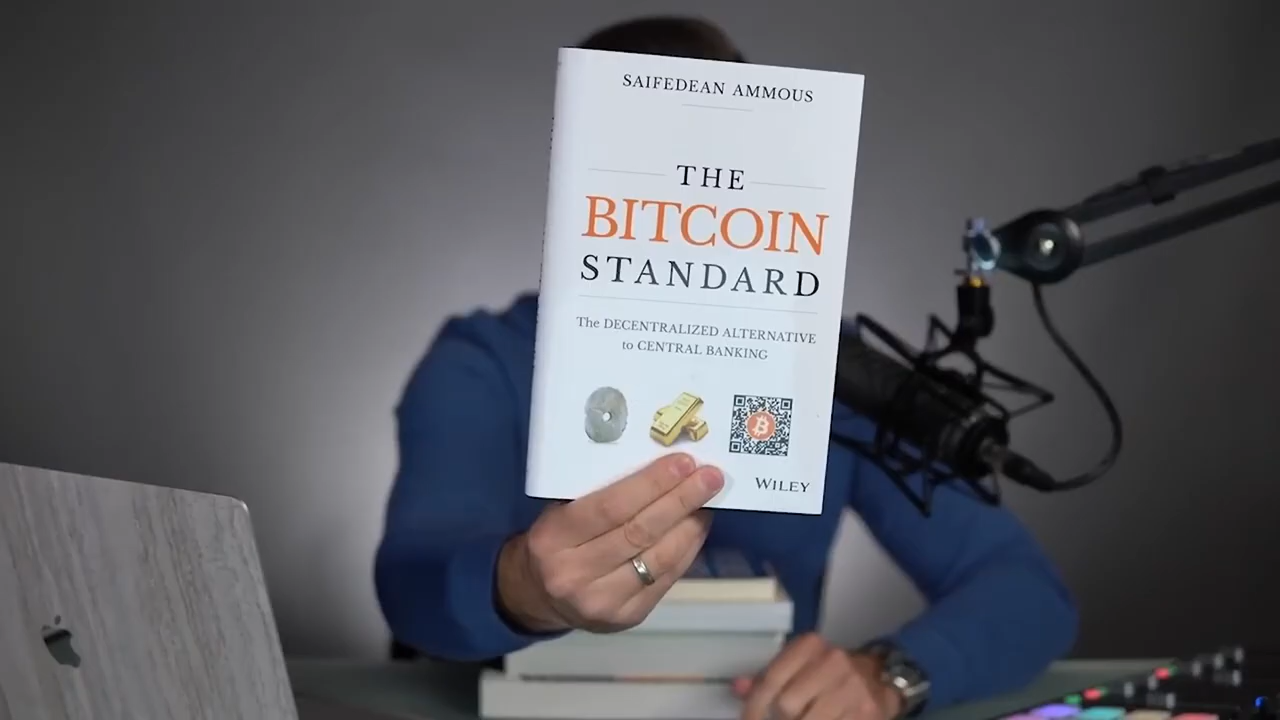 SAIFEDEAN AMMOUS
THE
BITCOIN
STANDARD
The DECENTRALIZED ALTERNATIVE
to CENTRAL BANKING
WILEY